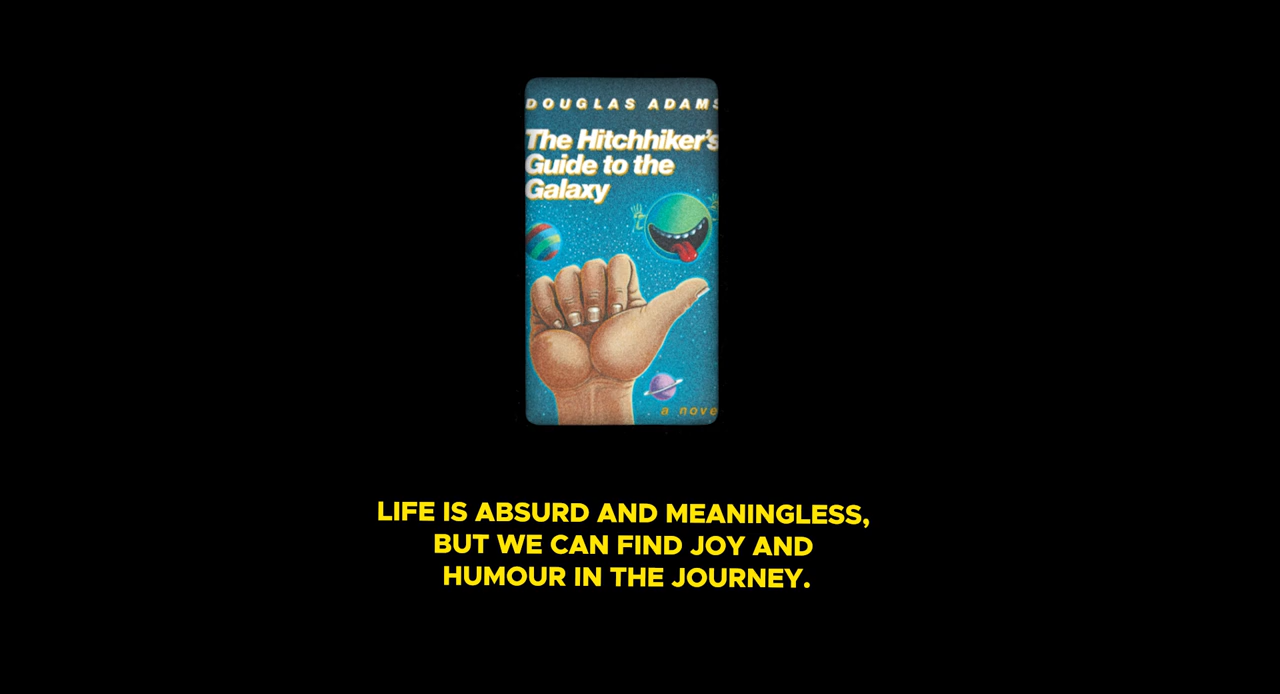 DOUGLAS ADAMS
The Hitchhiker's
Guide to the
Galaxy
a nove
LIFE IS ABSURD AND MEANINGLESS,
BUT WE CAN FIND JOY AND
HUMOUR IN THE JOURNEY.